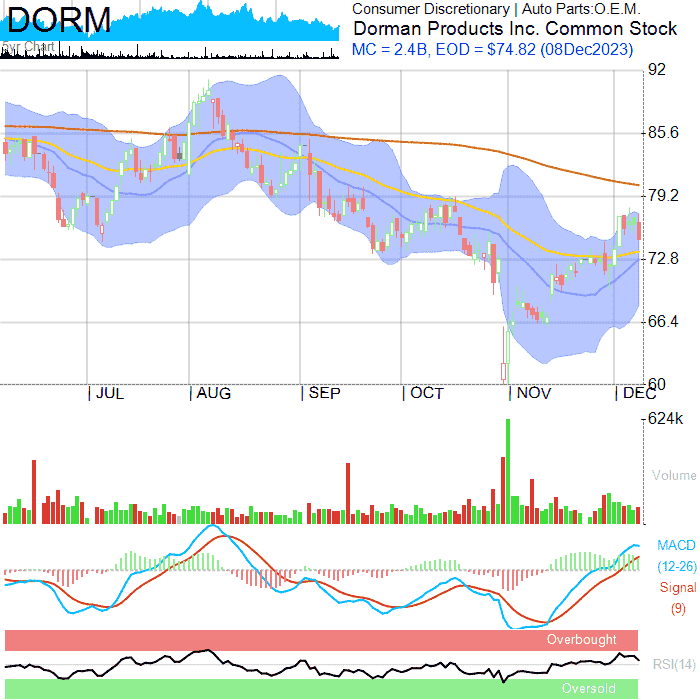 DORM
5yr Chart
Consumer Discretionary | Auto Parts:O.E.M.
Dorman Products Inc. Common Stock
MC = 2.4B, EOD = $74.82 (08Dec2023)
92
85.6
79.2
72.8
66.4
60
JUL AUG SEP OCT NOV DEC
624k
Volume
MACD
(12-26)
Signal
(9)
Overbought
RSI(14)
Oversold